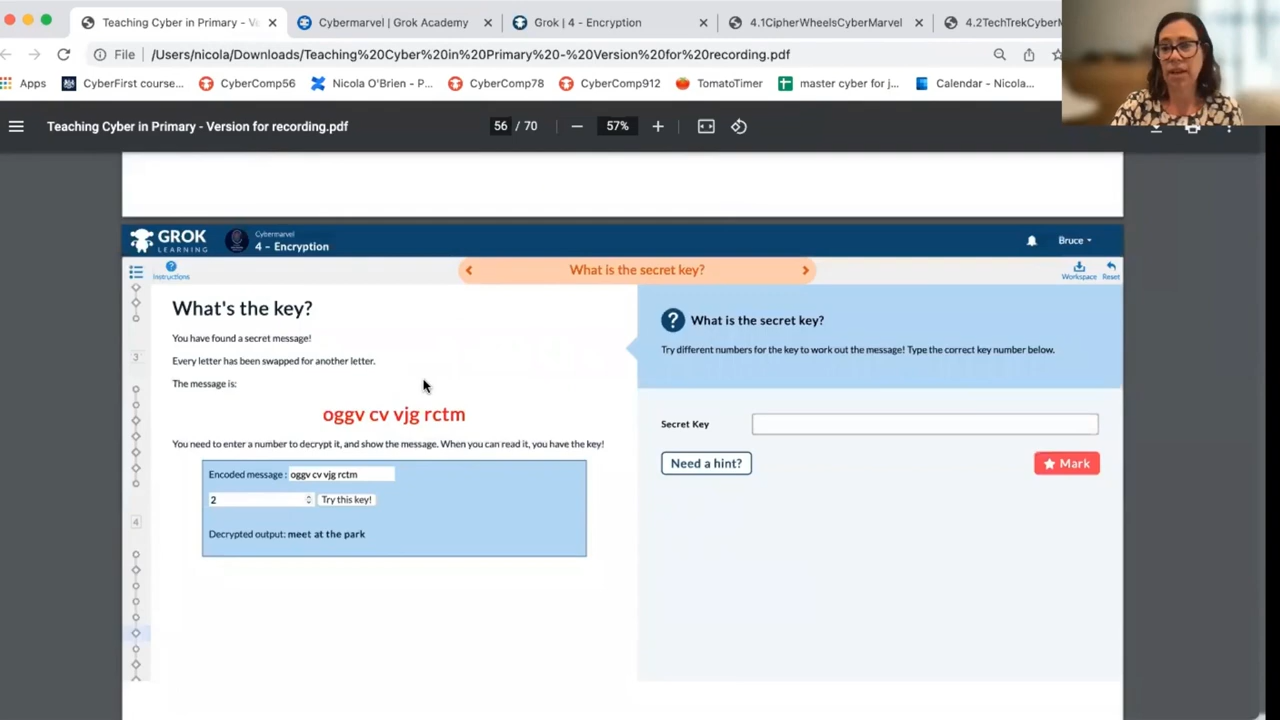 Teaching Cyber in Primary - Ve
Cybermarvel | Grok Academy
Grok | 4 - Encryption
4.1CipherWheelsCyberMarvel
4.2TechTrekCyberM
File /Users/nicola/Downloads/Teaching%20Cyber%20in%20Primary%20-%20Version%20for%20recording.pdf
Apps
CyberFirst course...
CyberComp56
Nicola O'Brien - P...
CyberComp78
CyberComp912
TomatoTimer
master cyber for j...
Calendar - Nicola...
Teaching Cyber in Primary - Version for recording.pdf
56 / 70
57%
GROK LEARNING
Cybermarvel
4 – Encryption
Bruce
Instructions
What is the secret key?
Workspace
Reset
3
4
What's the key?
You have found a secret message!
Every letter has been swapped for another letter.
The message is:
oggv cv vjg rctm
You need to enter a number to decrypt it, and show the message. When you can read it, you have the key!
Encoded message : oggv cv vjg rctm
2 Try this key!
Decrypted output: meet at the park
? What is the secret key?
Try different numbers for the key to work out the message! Type the correct key number below.
Secret Key
Need a hint?
Mark